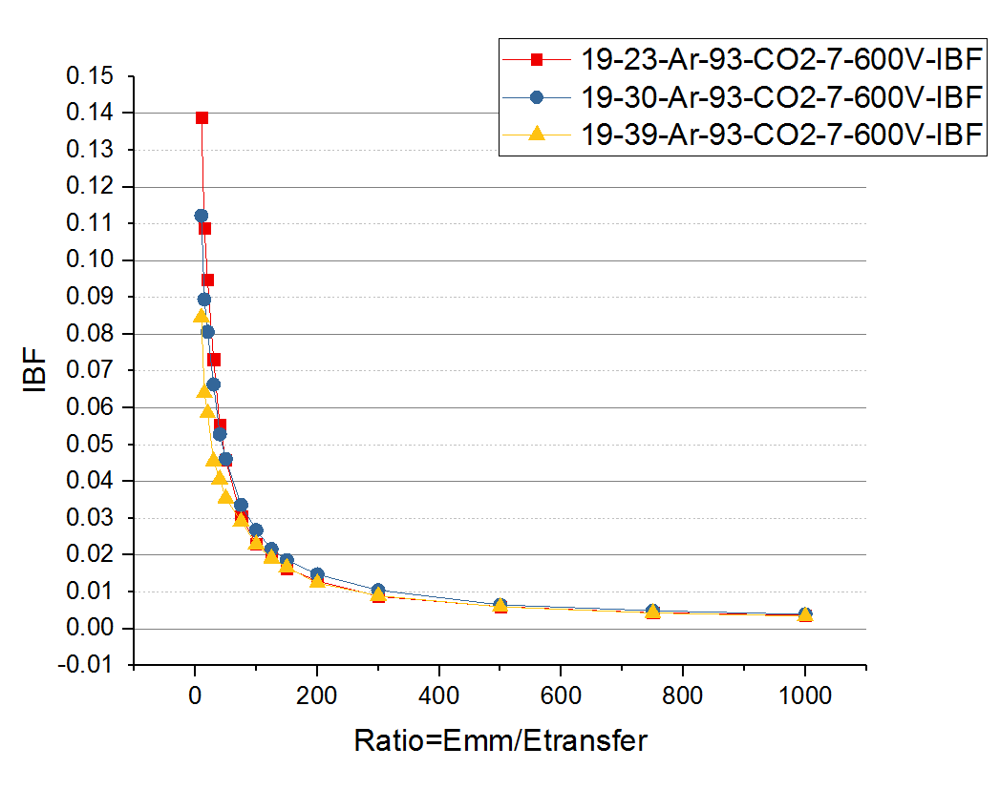 19-23-Ar-93-CO2-7-600V-IBF
19-30-Ar-93-CO2-7-600V-IBF
19-39-Ar-93-CO2-7-600V-IBF
0.15
0.14
0.13
0.12
0.11
0.10
0.09
0.08
0.07
0.06
0.05
0.04
0.03
0.02
0.01
0.00
-0.01
IBF
0 200 400 600 800 1000
Ratio=Emm/Etransfer